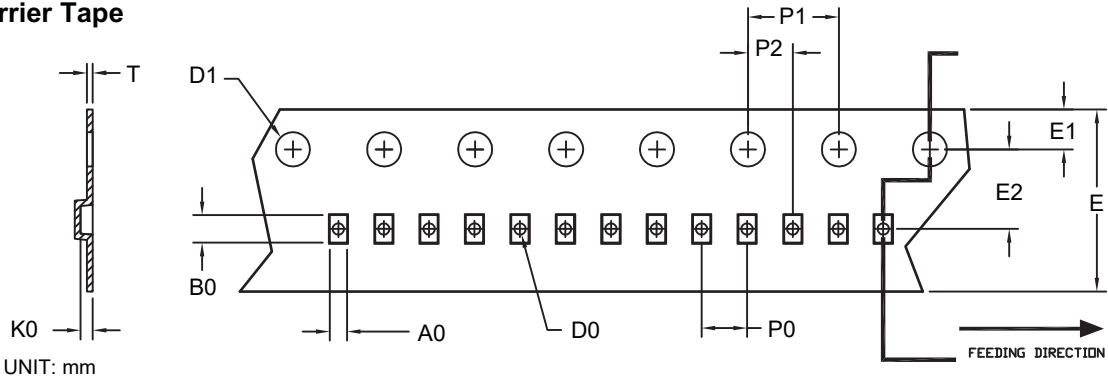 rrier Tape
P1
P2
T
D1
E1
E2
E
B0
K0
A0
D0
P0
FEEDING DIRECTION
UNIT: mm